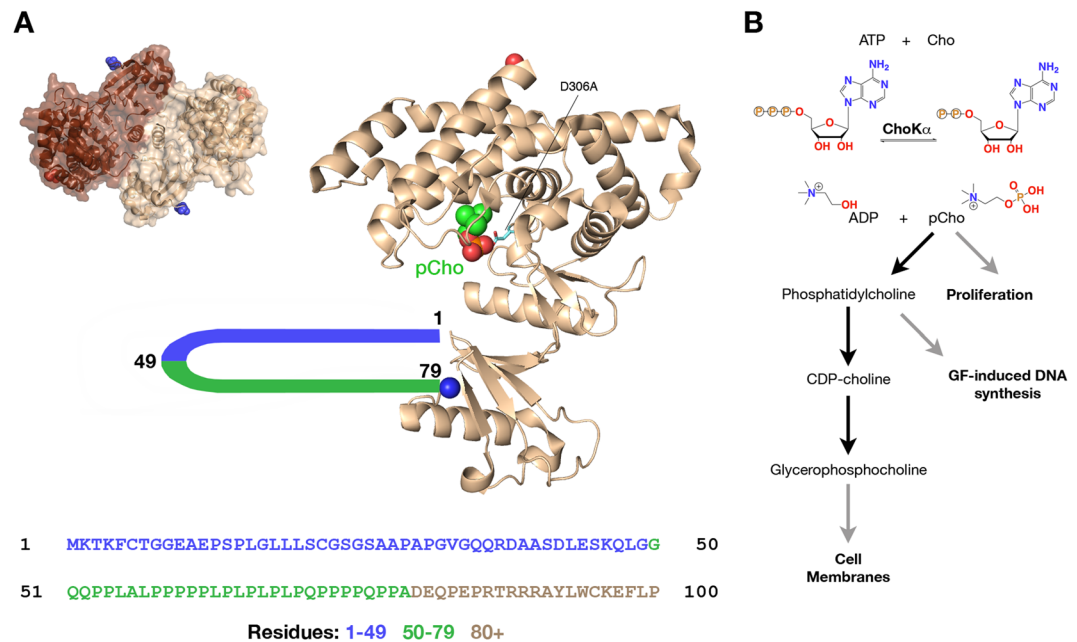 A
D306A
pCho
1
49
79
1 MKTKFCTGGEAEPSPLGLLLSCGSGSAAPAPGVGQQRDAASDLESKQLGG 50
51 QQPPLALPPPPPLPLPLPLPQPPPPQPPADEQPEPRTRRRAYLWCKEFLP 100
Residues: 1-49 50-79 80+
B
ATP + Cho
NH2
N
N
N
N
P P P O
O
OH OH
ChoKα
NH2
N
N
N
N
P P O
O
OH OH
N
+
OH
N
+
O
P
O
OH
OH
ADP + pCho
Phosphatidylcholine
Proliferation
CDP-choline
GF-induced DNA
synthesis
Glycerophosphocholine
Cell
Membranes